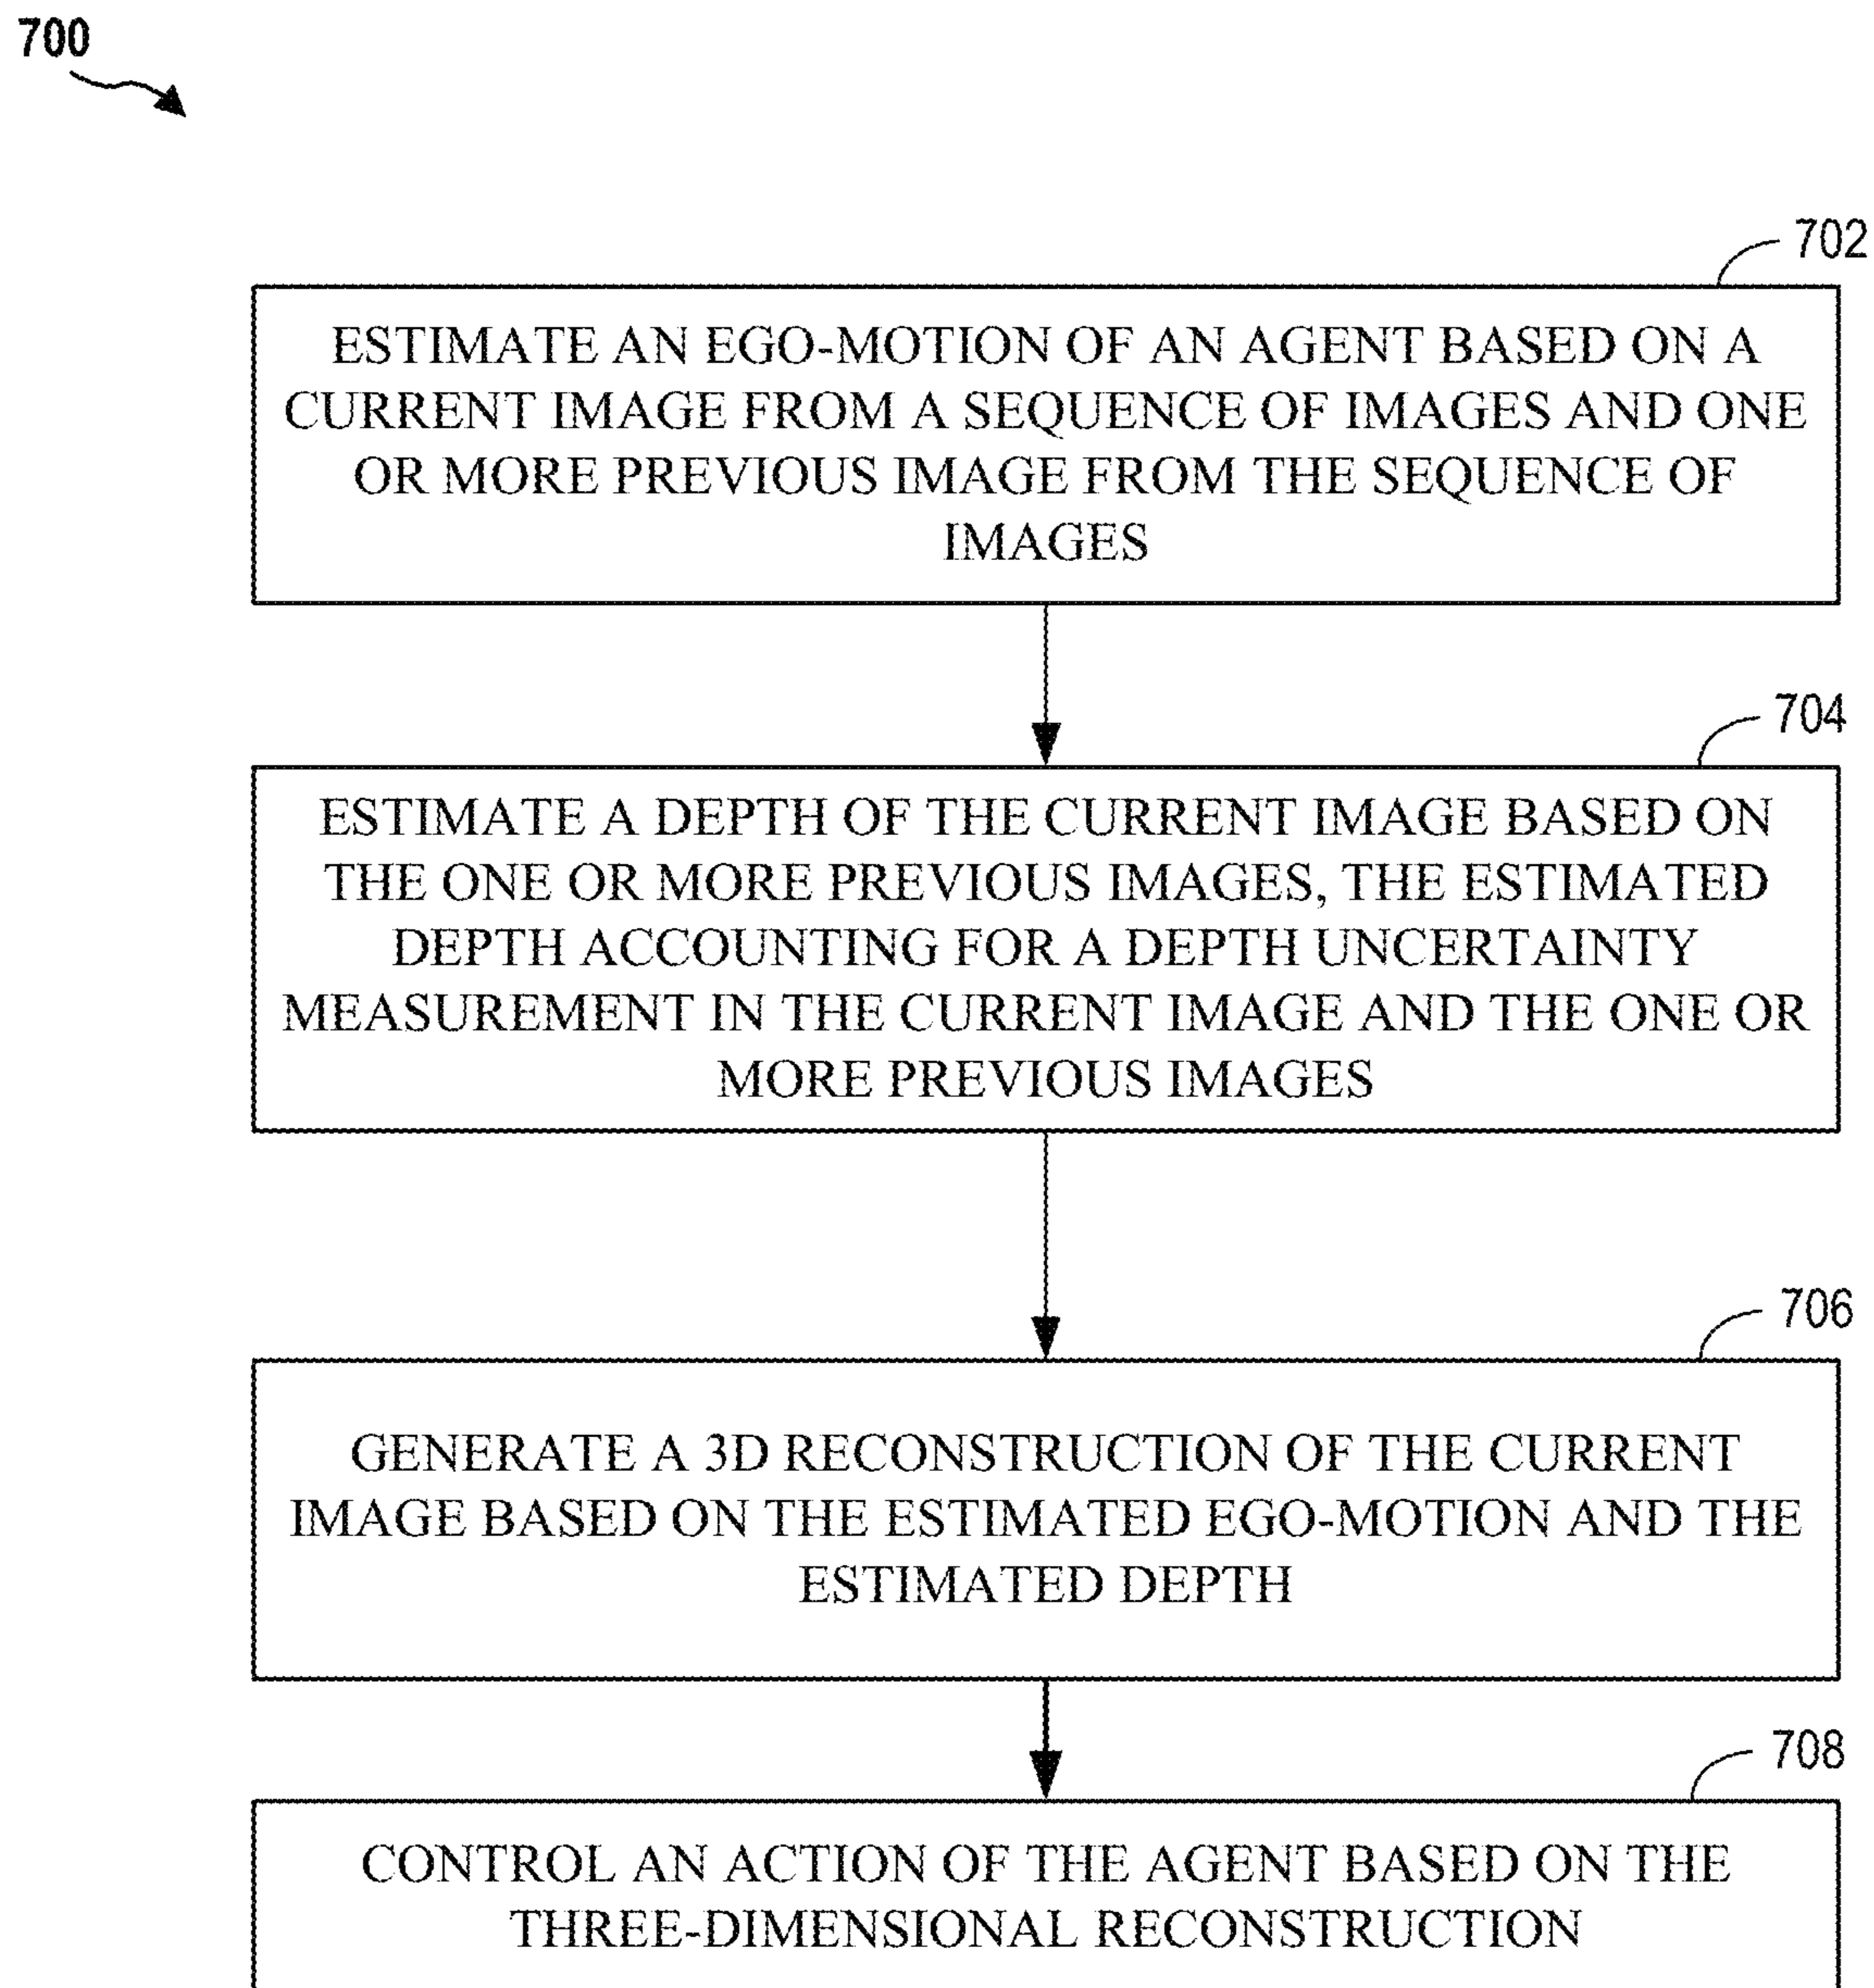 700
702
ESTIMATE AN EGO-MOTION OF AN AGENT BASED ON A
CURRENT IMAGE FROM A SEQUENCE OF IMAGES AND ONE
OR MORE PREVIOUS IMAGE FROM THE SEQUENCE OF
IMAGES
704
ESTIMATE A DEPTH OF THE CURRENT IMAGE BASED ON
THE ONE OR MORE PREVIOUS IMAGES, THE ESTIMATED
DEPTH ACCOUNTING FOR A DEPTH UNCERTAINTY
MEASUREMENT IN THE CURRENT IMAGE AND THE ONE OR
MORE PREVIOUS IMAGES
706
GENERATE A 3D RECONSTRUCTION OF THE CURRENT
IMAGE BASED ON THE ESTIMATED EGO-MOTION AND THE
ESTIMATED DEPTH
708
CONTROL AN ACTION OF THE AGENT BASED ON THE
THREE-DIMENSIONAL RECONSTRUCTION